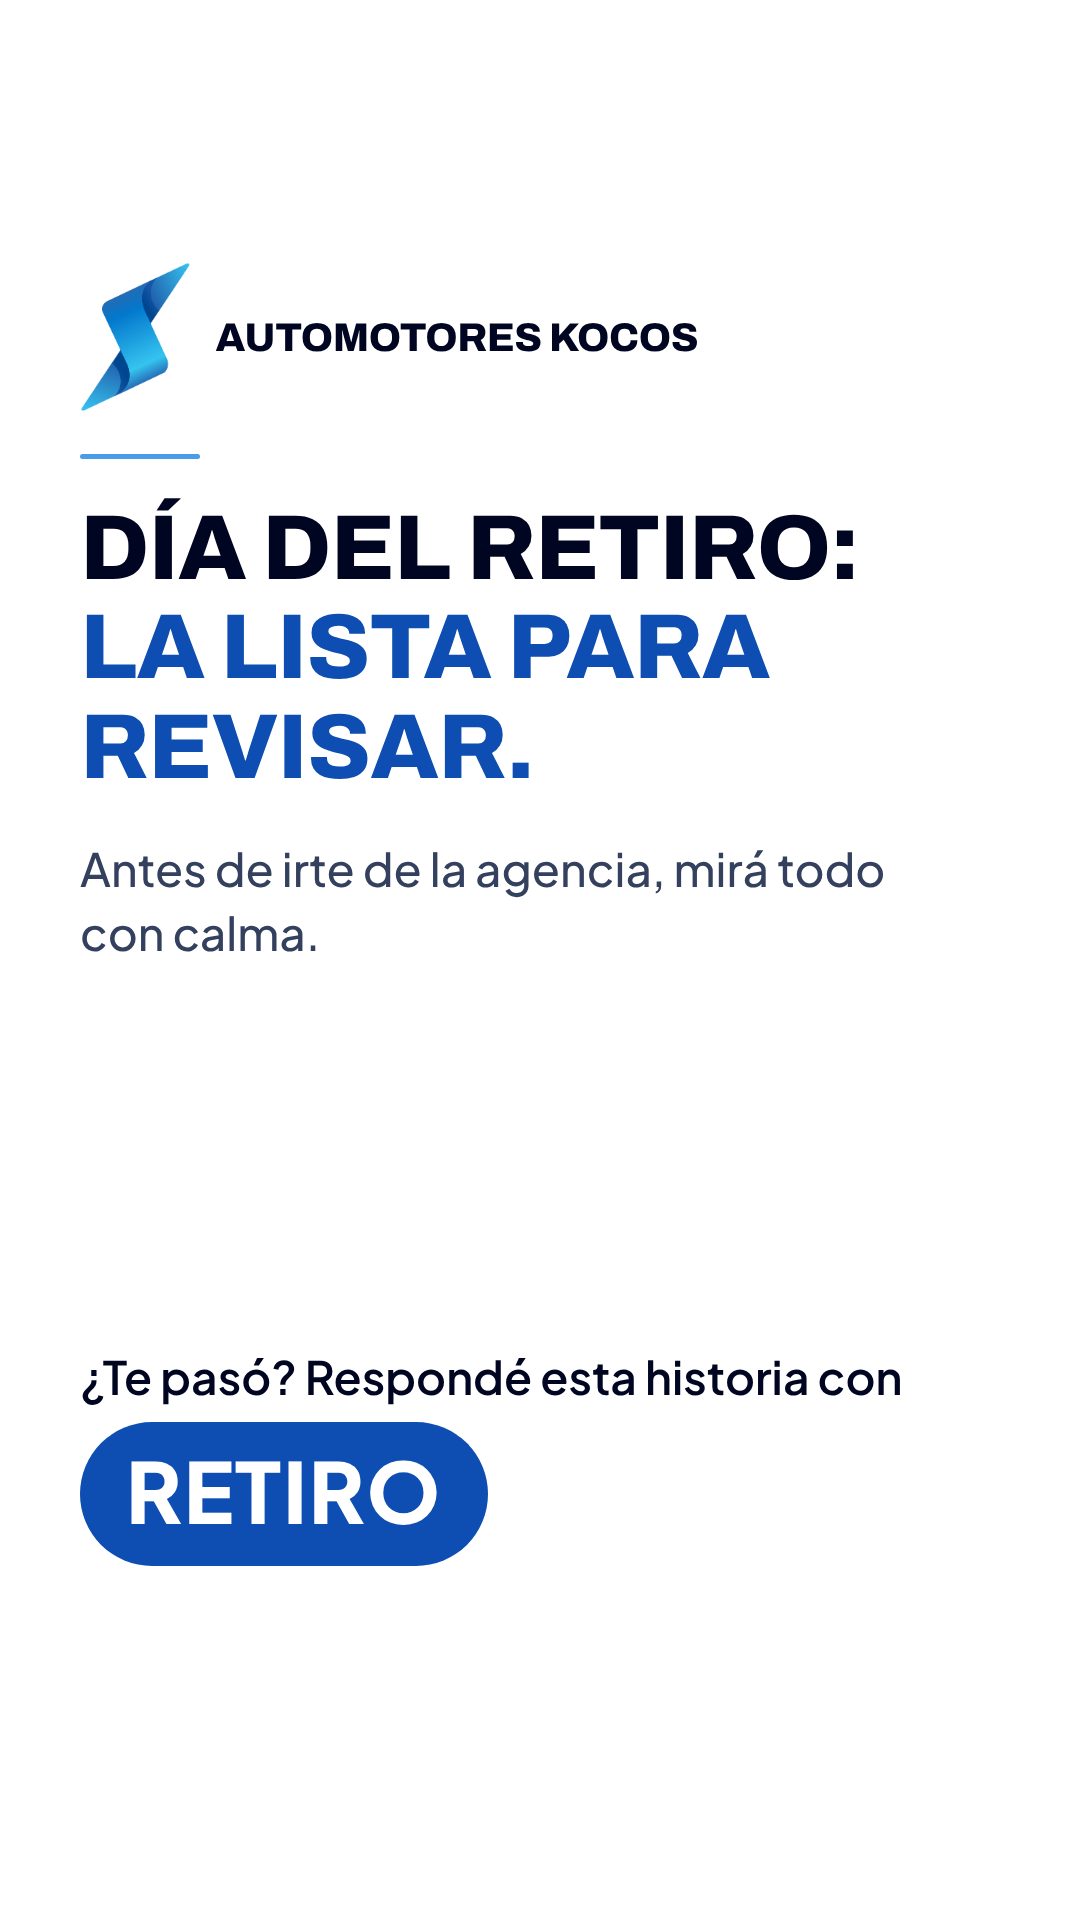 AUTOMOTORES KOCOS
DÍA DEL RETIRO:
LA LISTA PARA
REVISAR.
Antes de irte de la agencia, mirá todo
con calma.
¿Te pasó? Respondé esta historia con
RETIRO